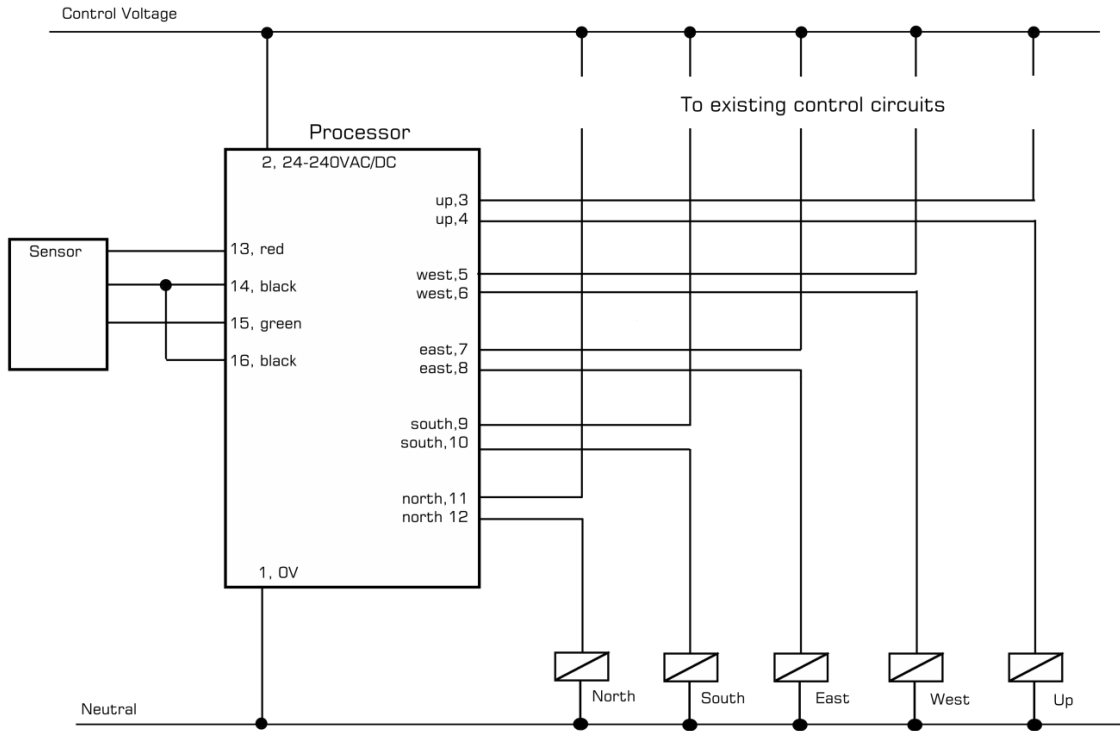 Control Voltage
To existing control circuits
Processor
2, 24-240VAC/DC
up,3
up,4
Sensor
13, red
14, black
15, green
16, black
west,5
west,6
east,7
east,8
south,9
south,10
north,11
north 12
1, 0V
North
South
East
West
Up
Neutral